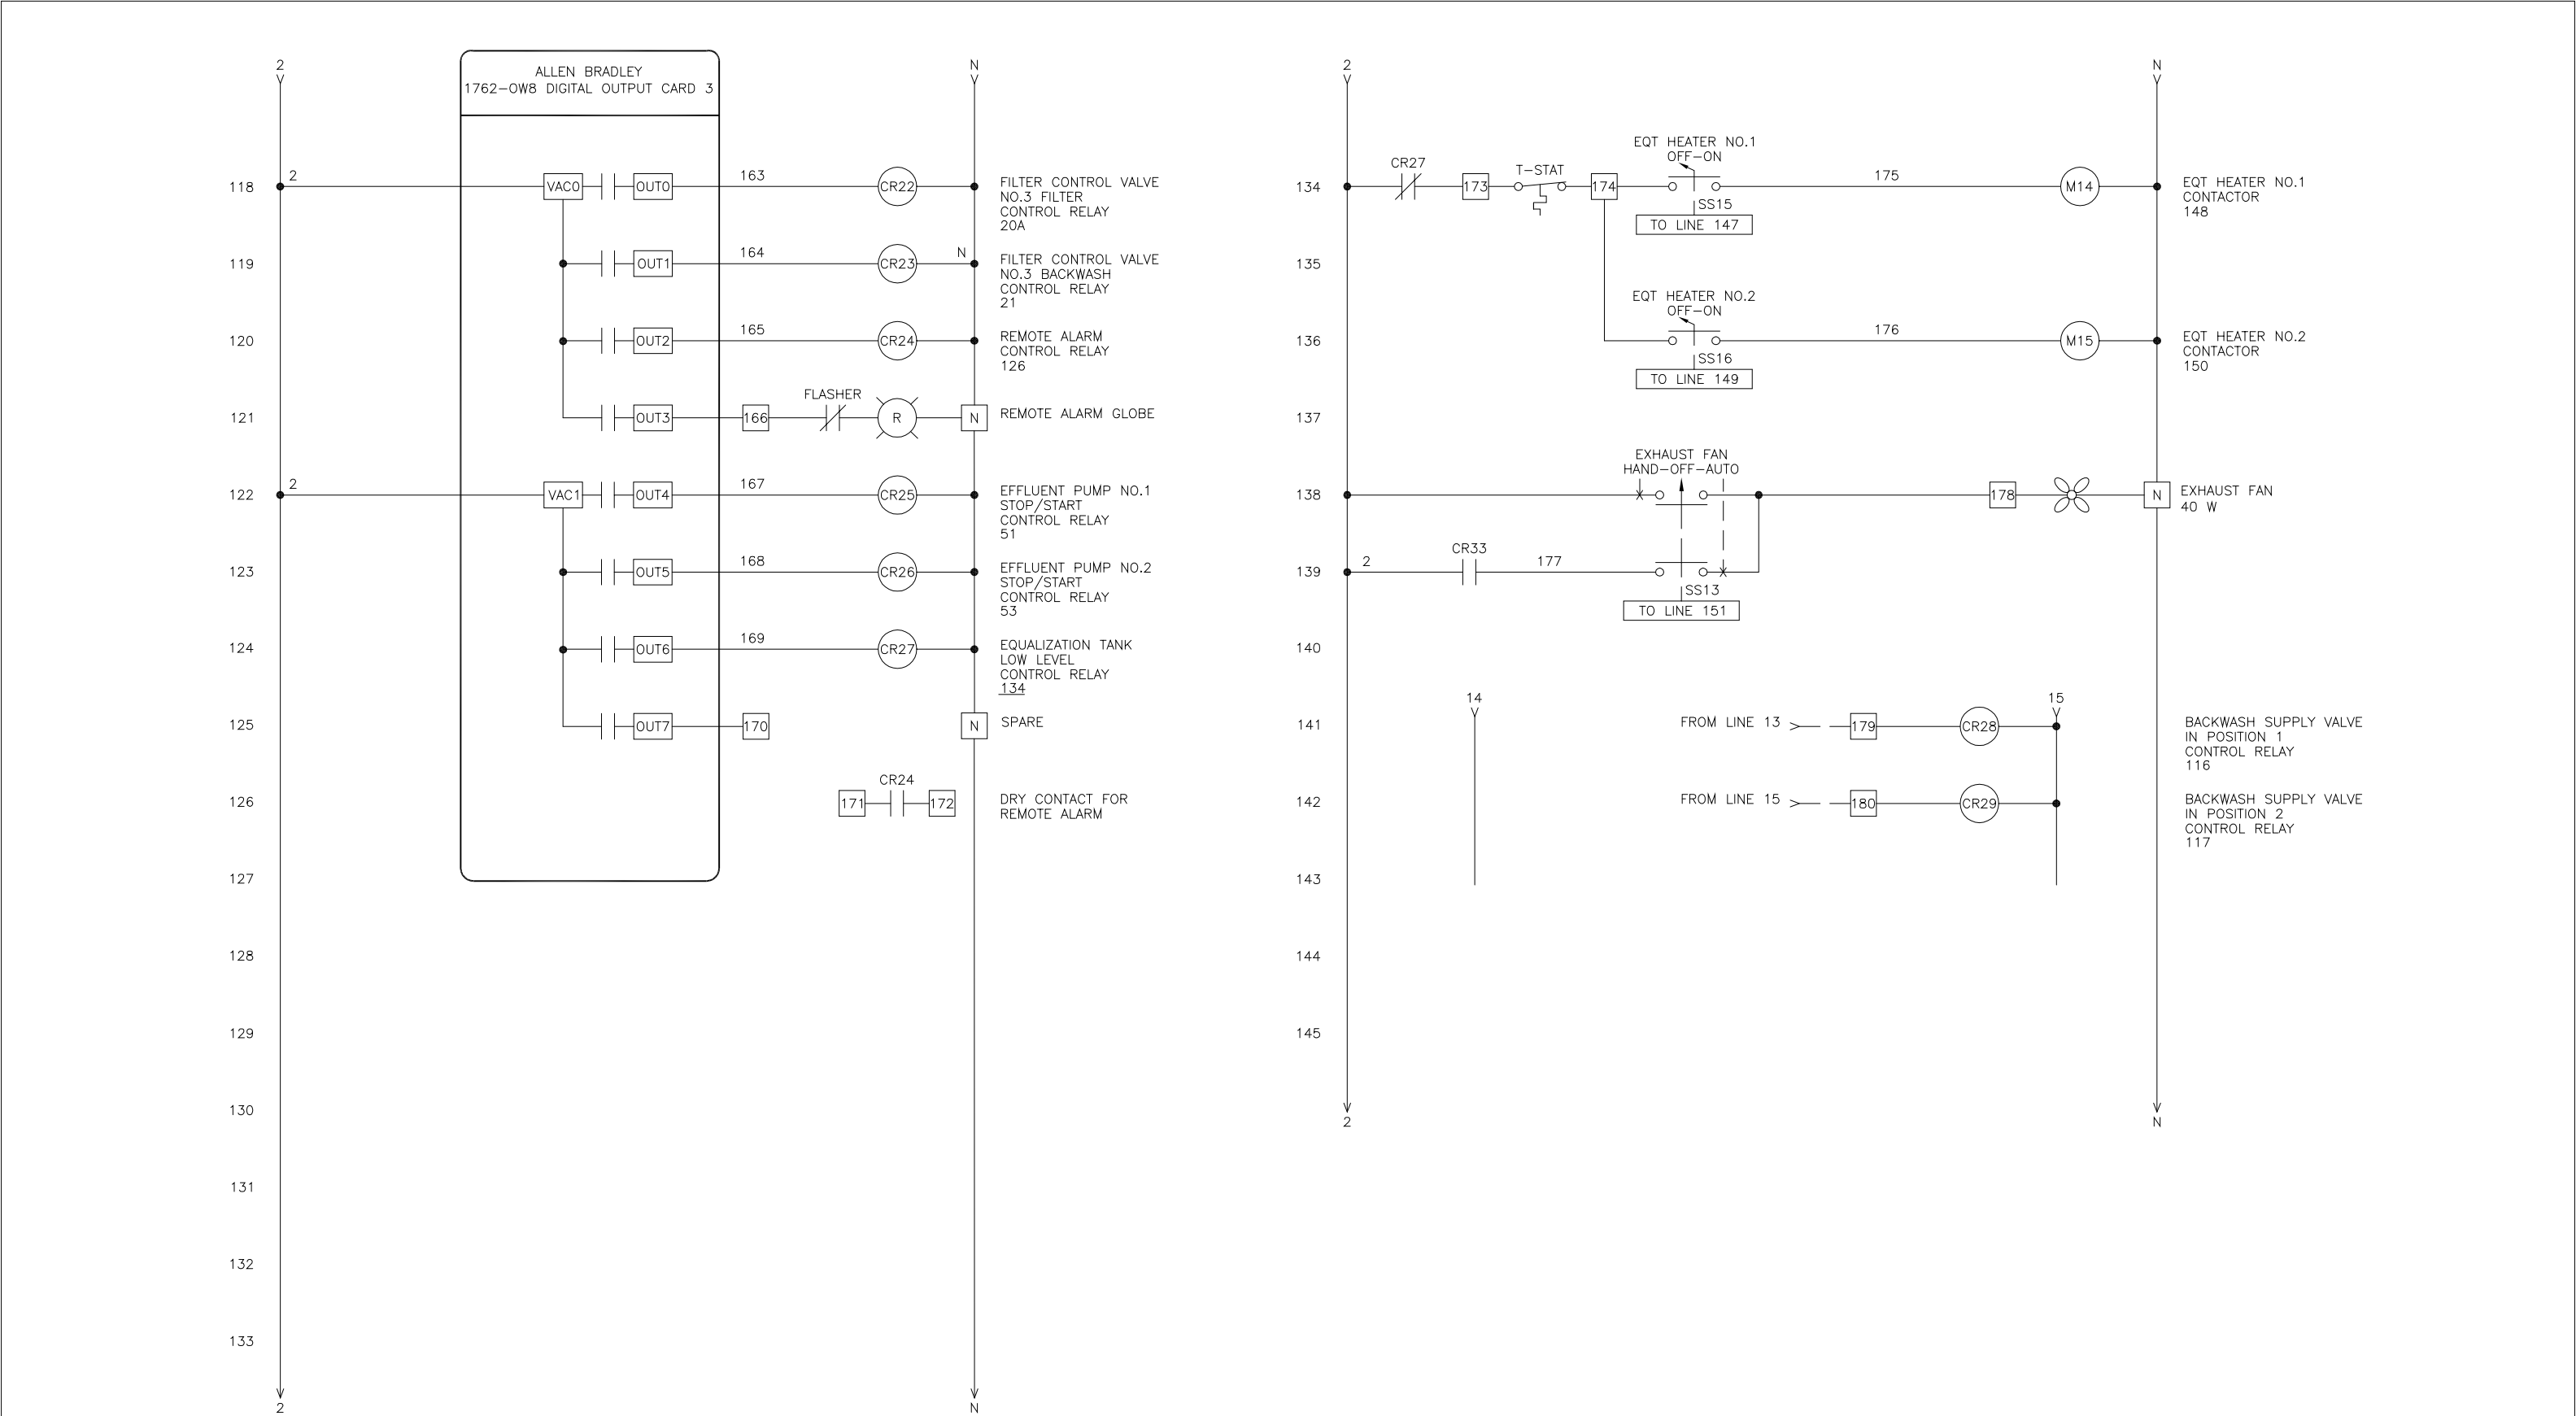 2
ALLEN BRADLEY
1762-OW8 DIGITAL OUTPUT CARD 3
N
118
2
VAC0
OUT0
163
CR22
FILTER CONTROL VALVE
NO.3 FILTER
CONTROL RELAY
20A
119
OUT1
164
CR23
N
FILTER CONTROL VALVE
NO.3 BACKWASH
CONTROL RELAY
21
120
OUT2
165
CR24
REMOTE ALARM
CONTROL RELAY
126
121
OUT3
166
FLASHER
R
N
REMOTE ALARM GLOBE
122
2
VAC1
OUT4
167
CR25
EFFLUENT PUMP NO.1
STOP/START
CONTROL RELAY
51
123
OUT5
168
CR26
EFFLUENT PUMP NO.2
STOP/START
CONTROL RELAY
53
124
OUT6
169
CR27
EQUALIZATION TANK
LOW LEVEL
CONTROL RELAY
134
125
OUT7
170
N
SPARE
126
171
CR24
172
DRY CONTACT FOR
REMOTE ALARM
127
128
129
130
131
132
133
2
N
2
N
134
CR27
173
T-STAT
174
EQT HEATER NO.1
OFF-ON
SS15
TO LINE 147
175
M14
EQT HEATER NO.1
CONTACTOR
148
135
136
EQT HEATER NO.2
OFF-ON
SS16
TO LINE 149
176
M15
EQT HEATER NO.2
CONTACTOR
150
137
138
EXHAUST FAN
HAND-OFF-AUTO
X
178
N
EXHAUST FAN
40 W
139
2
CR33
177
X
SS13
TO LINE 151
140
14
15
141
FROM LINE 13
179
CR28
BACKWASH SUPPLY VALVE
IN POSITION 1
CONTROL RELAY
116
142
FROM LINE 15
180
CR29
BACKWASH SUPPLY VALVE
IN POSITION 2
CONTROL RELAY
117
143
144
145
2
N